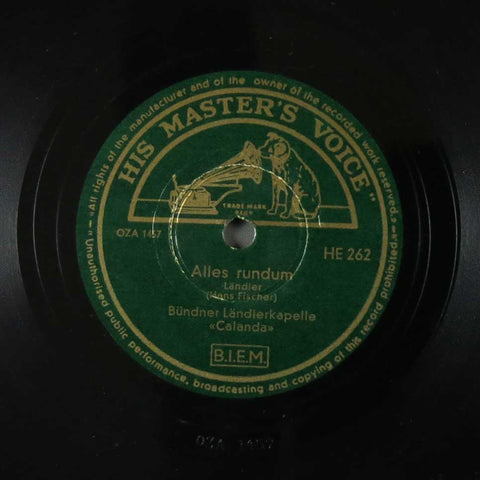 «All rights of the manufacturer and of the owner of the recorded work reserved.»
HIS MASTER'S VOICE"
TRADE MARK
OZA 1457
HE 262
Alles rundum
Ländler
(Hans Fischer)
Bündner Ländlerkapelle
«Calanda»
B.I.E.M.
-«Unauthorised public performance, broadcasting and copying of this record prohibited.»-
OZA 1457